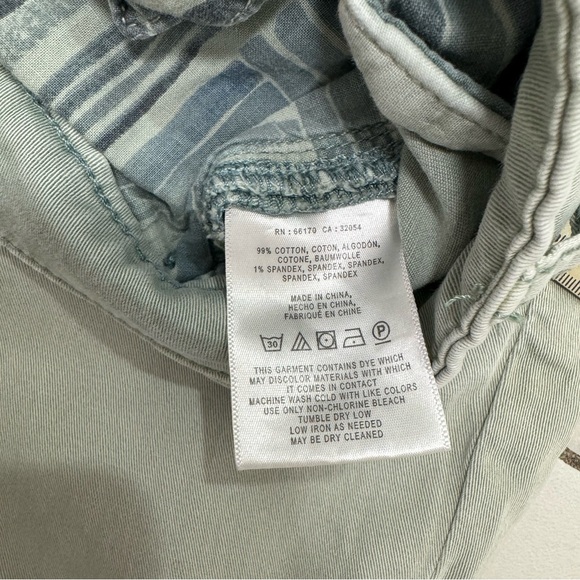 RN : 66170 CA : 32054
99% COTTON, COTON, ALGODÓN,
COTONE, BAUMWOLLE
1% SPANDEX, SPANDEX, SPANDEX,
SPANDEX, SPANDEX
MADE IN CHINA,
HECHO EN CHINA,
FABRIQUÉ EN CHINE
30 P
THIS GARMENT CONTAINS DYE WHICH
MAY DISCOLOR MATERIALS WITH WHICH
IT COMES IN CONTACT
MACHINE WASH COLD WITH LIKE COLORS
USE ONLY NON-CHLORINE BLEACH
TUMBLE DRY LOW
LOW IRON AS NEEDED
MAY BE DRY CLEANED